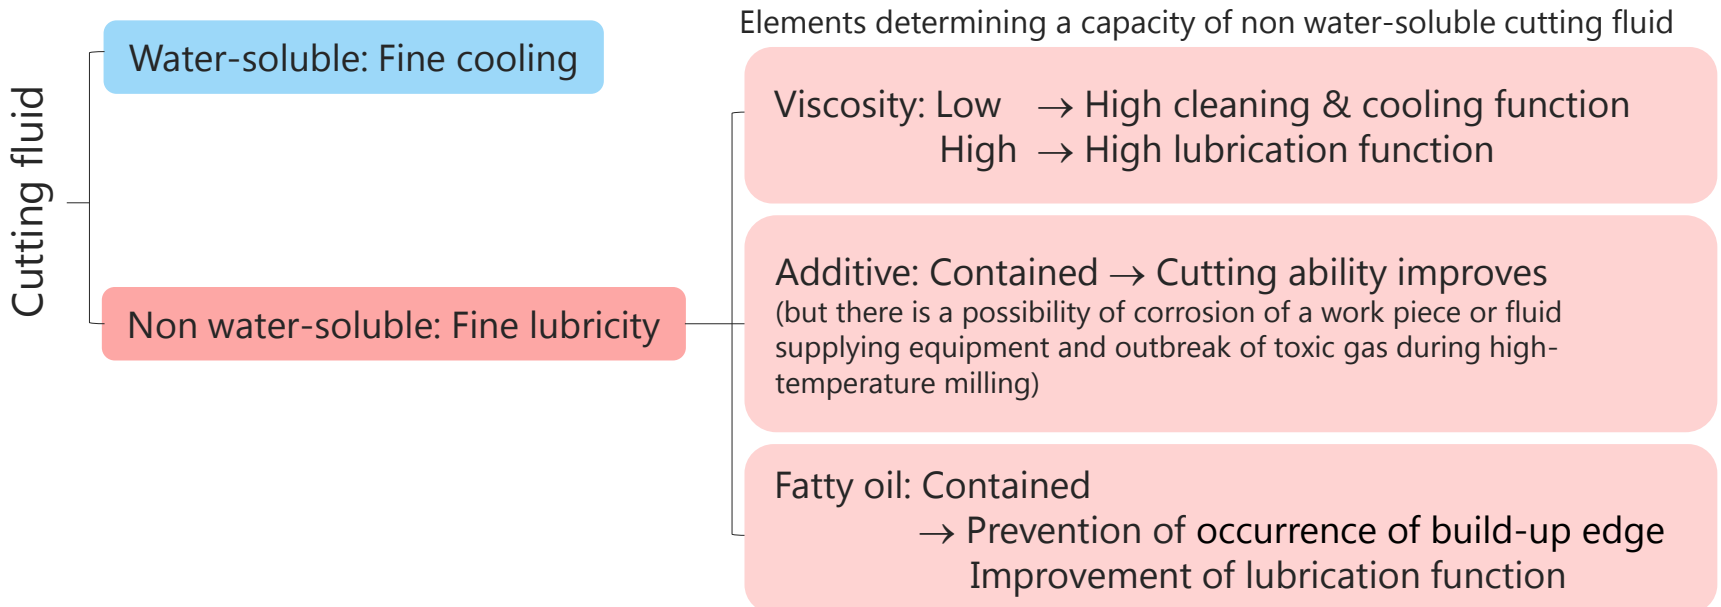 Cutting fluid
Water-soluble: Fine cooling
Non water-soluble: Fine lubricity
Elements determining a capacity of non water-soluble cutting fluid
Viscosity: Low → High cleaning & cooling function
High → High lubrication function
Additive: Contained → Cutting ability improves
(but there is a possibility of corrosion of a work piece or fluid
supplying equipment and outbreak of toxic gas during high-
temperature milling)
Fatty oil: Contained
→ Prevention of occurrence of build-up edge
Improvement of lubrication function